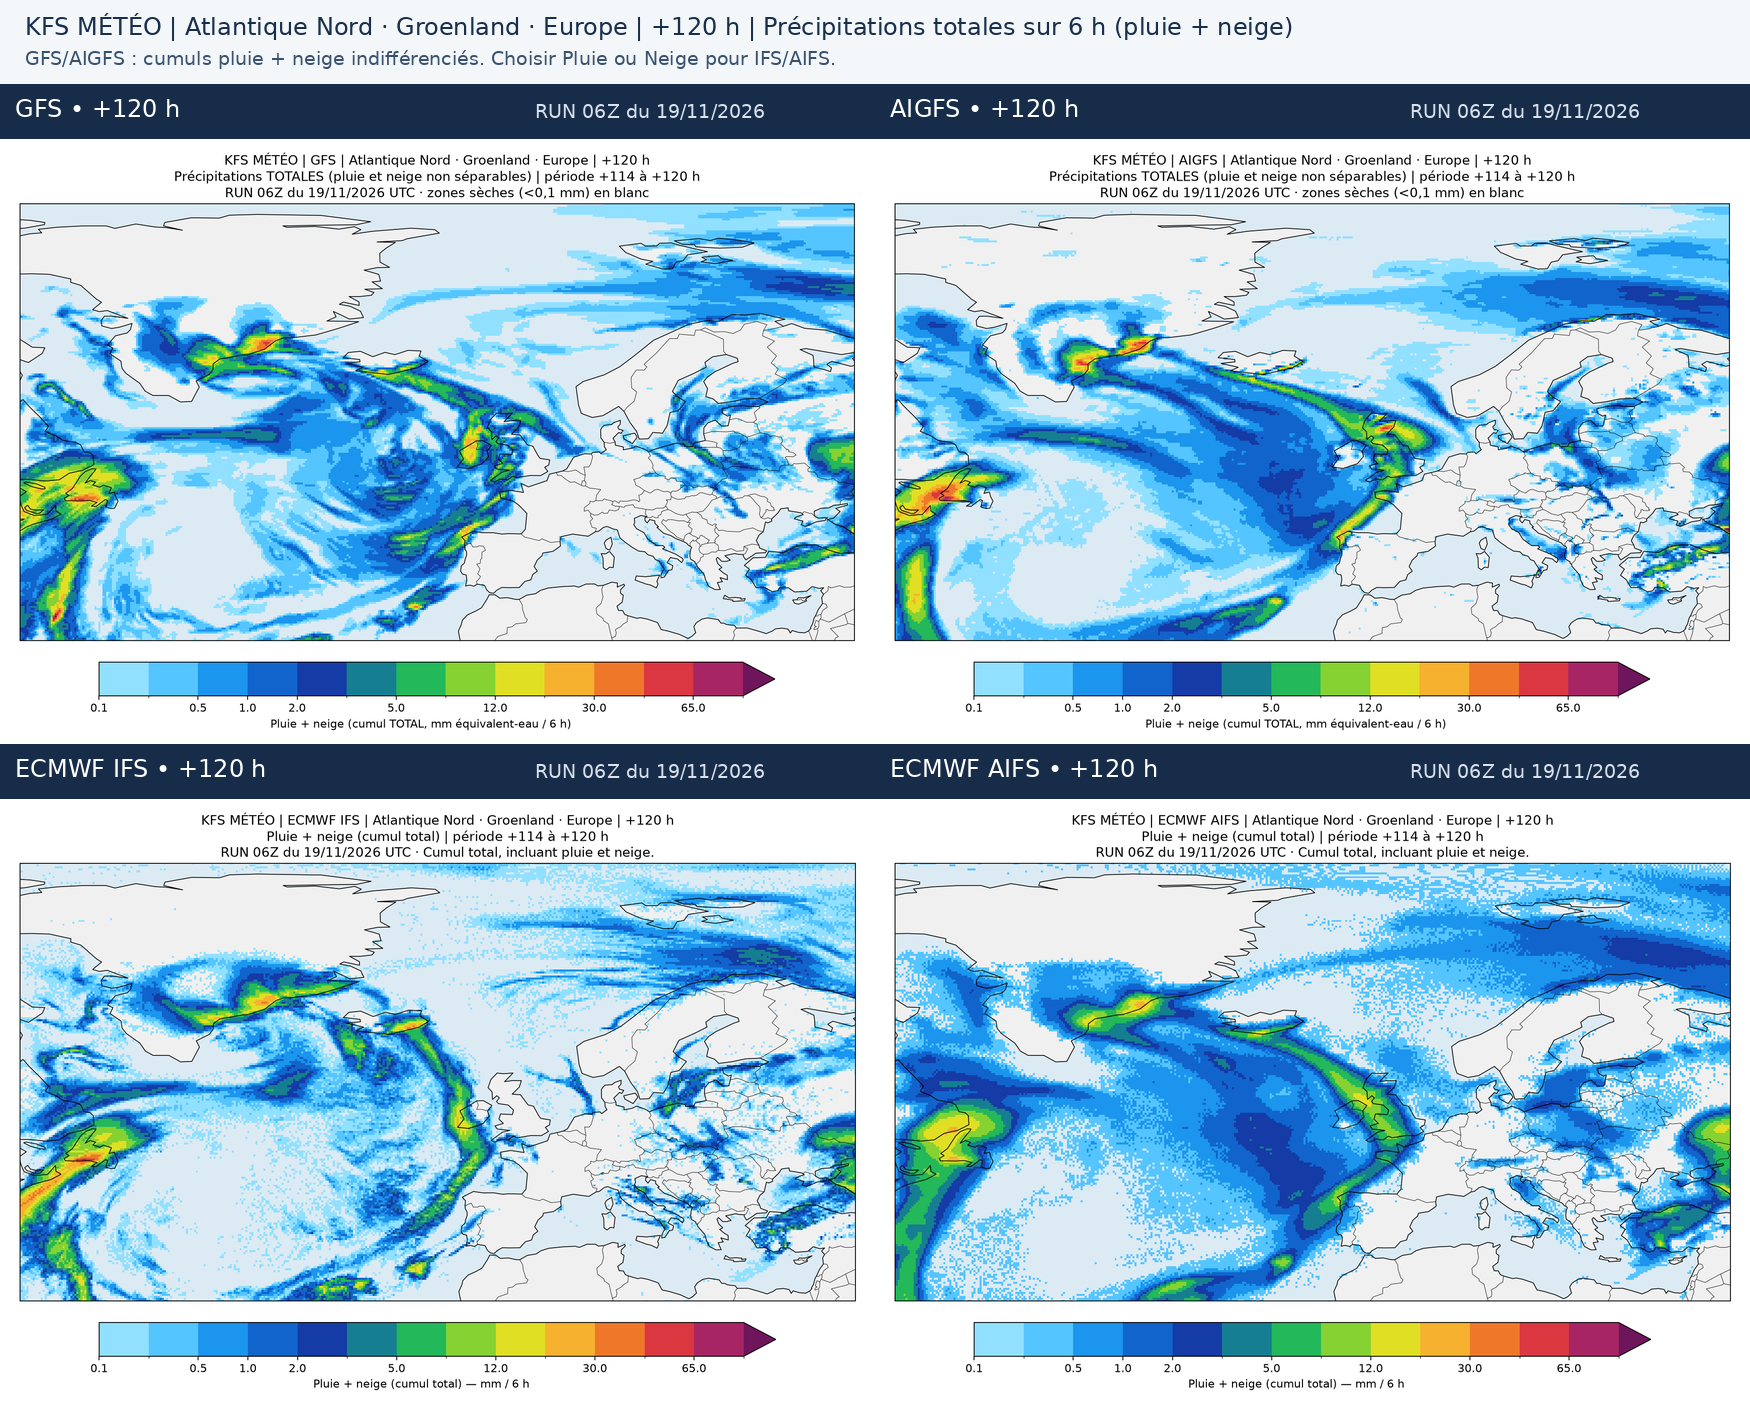 KFS MÉTÉO | Atlantique Nord · Groenland · Europe | +120 h | Précipitations totales sur 6 h (pluie + neige)
GFS/AIGFS : cumuls pluie + neige indifférenciés. Choisir Pluie ou Neige pour IFS/AIFS.
GFS • +120 h RUN 06Z du 19/11/2026
KFS MÉTÉO | GFS | Atlantique Nord · Groenland · Europe | +120 h
Précipitations TOTALES (pluie et neige non séparables) | période +114 à +120 h
RUN 06Z du 19/11/2026 UTC · zones sèches (<0,1 mm) en blanc
0.1 0.5 1.0 2.0 5.0 12.0 30.0 65.0
Pluie + neige (cumul TOTAL, mm équivalent-eau / 6 h)
AIGFS • +120 h RUN 06Z du 19/11/2026
KFS MÉTÉO | AIGFS | Atlantique Nord · Groenland · Europe | +120 h
Précipitations TOTALES (pluie et neige non séparables) | période +114 à +120 h
RUN 06Z du 19/11/2026 UTC · zones sèches (<0,1 mm) en blanc
0.1 0.5 1.0 2.0 5.0 12.0 30.0 65.0
Pluie + neige (cumul TOTAL, mm équivalent-eau / 6 h)
ECMWF IFS • +120 h RUN 06Z du 19/11/2026
KFS MÉTÉO | ECMWF IFS | Atlantique Nord · Groenland · Europe | +120 h
Pluie + neige (cumul total) | période +114 à +120 h
RUN 06Z du 19/11/2026 UTC · Cumul total, incluant pluie et neige.
0.1 0.5 1.0 2.0 5.0 12.0 30.0 65.0
Pluie + neige (cumul total) — mm / 6 h
ECMWF AIFS • +120 h RUN 06Z du 19/11/2026
KFS MÉTÉO | ECMWF AIFS | Atlantique Nord · Groenland · Europe | +120 h
Pluie + neige (cumul total) | période +114 à +120 h
RUN 06Z du 19/11/2026 UTC · Cumul total, incluant pluie et neige.
0.1 0.5 1.0 2.0 5.0 12.0 30.0 65.0
Pluie + neige (cumul total) — mm / 6 h